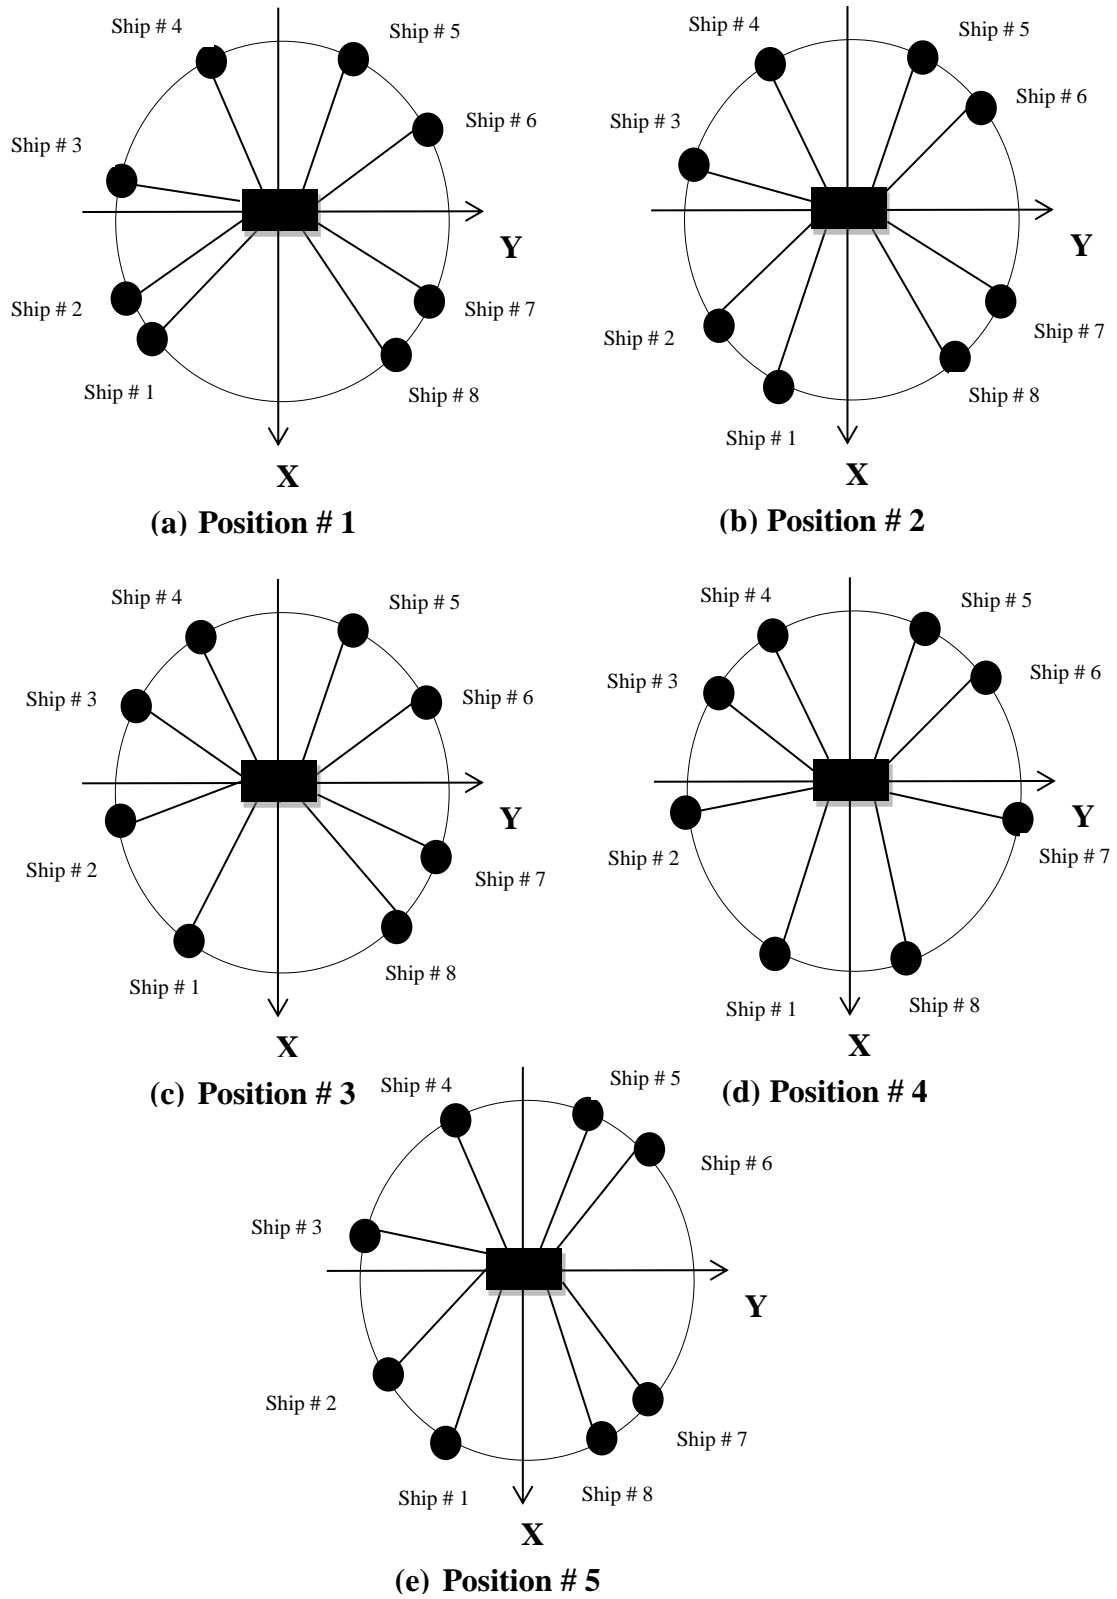 Ship # 4
Ship # 5
Ship # 3
Ship # 6
Y
Ship # 2
Ship # 7
Ship # 1
Ship # 8
X
(a) Position # 1
Ship # 4
Ship # 5
Ship # 6
Ship # 3
Y
Ship # 2
Ship # 7
Ship # 8
Ship # 1
X
(b) Position # 2
Ship # 4
Ship # 5
Ship # 3
Ship # 6
Y
Ship # 2
Ship # 7
Ship # 1
Ship # 8
X
(c) Position # 3
Ship # 4
Ship # 5
Ship # 3
Ship # 6
Y
Ship # 2
Ship # 7
Ship # 1
Ship # 8
X
(d) Position # 4
Ship # 4
Ship # 5
Ship # 6
Ship # 3
Y
Ship # 2
Ship # 7
Ship # 1
Ship # 8
X
(e) Position # 5